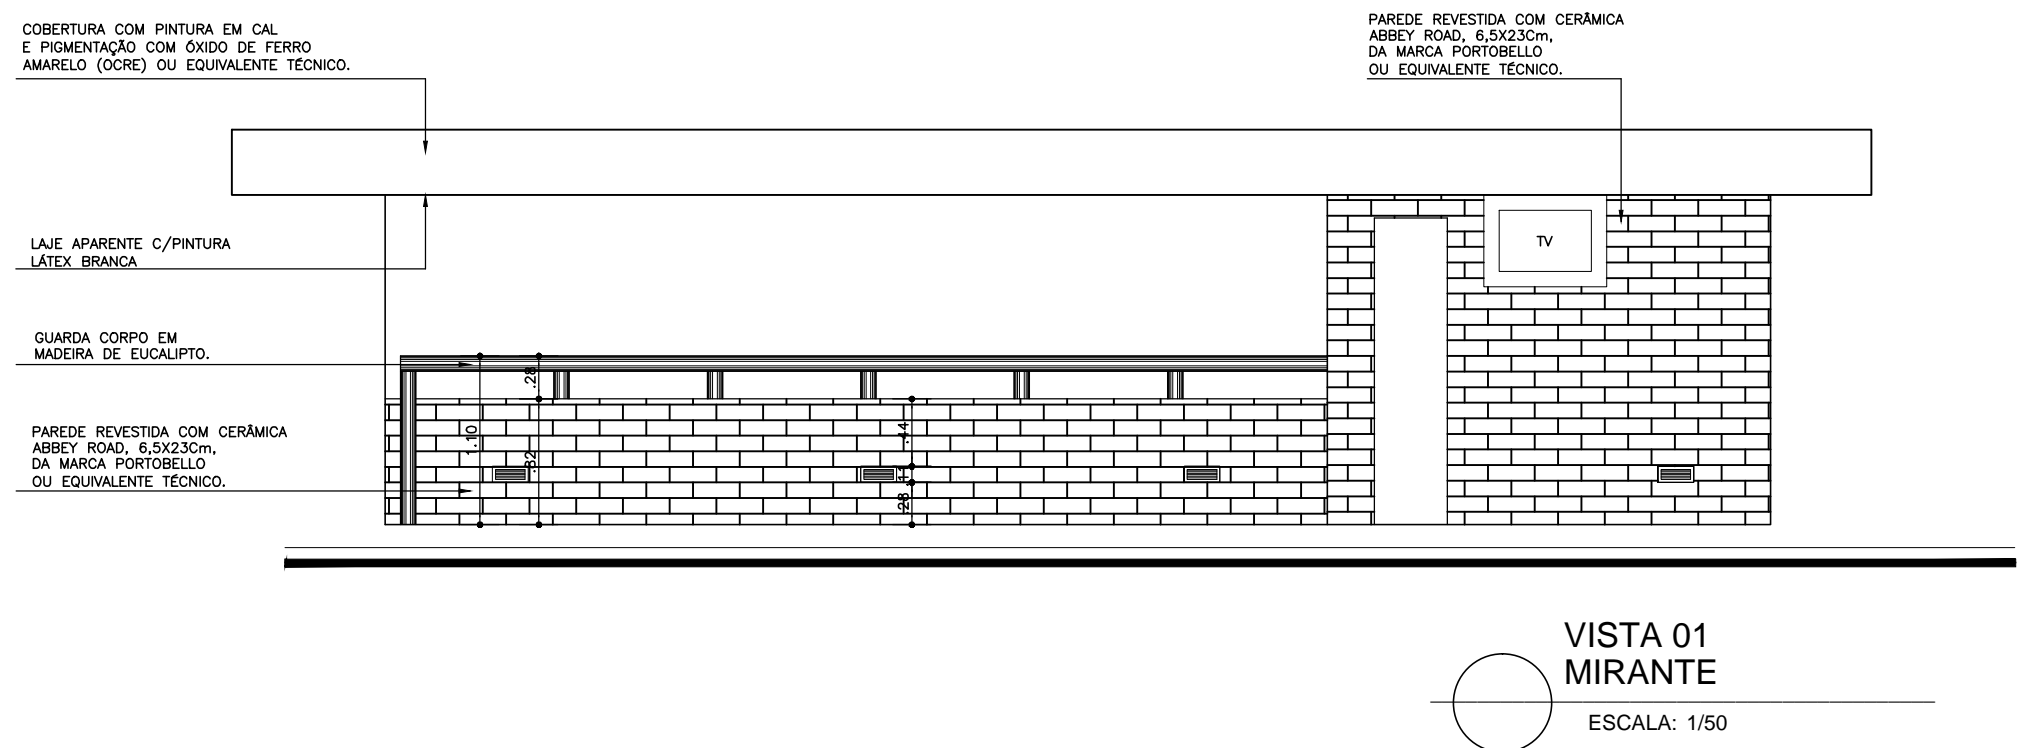 COBERTURA COM PINTURA EM CAL
E PIGMENTAÇÃO COM ÓXIDO DE FERRO
AMARELO (OCRE) OU EQUIVALENTE TÉCNICO.
PAREDE REVESTIDA COM CERÂMICA
ABBEY ROAD, 6,5X23Cm,
DA MARCA PORTOBELLO
OU EQUIVALENTE TÉCNICO.
LAJE APARENTE C/PINTURA
LÁTEX BRANCA
TV
GUARDA CORPO EM
MADEIRA DE EUCALIPTO.
.28
1.10
.82
.44
.11
.28
PAREDE REVESTIDA COM CERÂMICA
ABBEY ROAD, 6,5X23Cm,
DA MARCA PORTOBELLO
OU EQUIVALENTE TÉCNICO.
VISTA 01
MIRANTE
ESCALA: 1/50